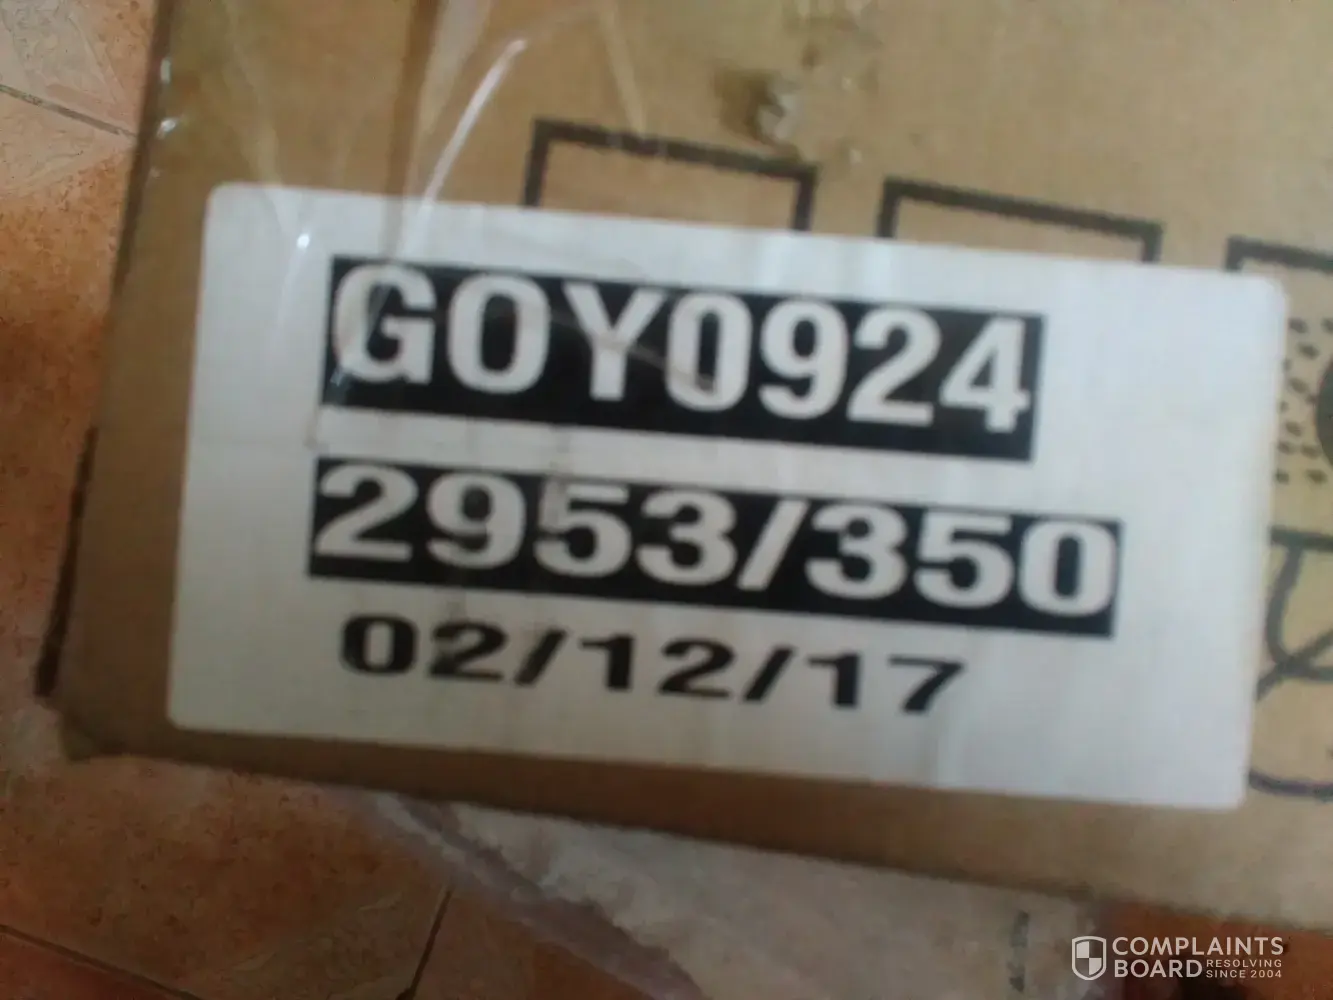 GOY0924
2953/350
02/12/17
COMPLAINTS
BOARD RESOLVING
SINCE 2004